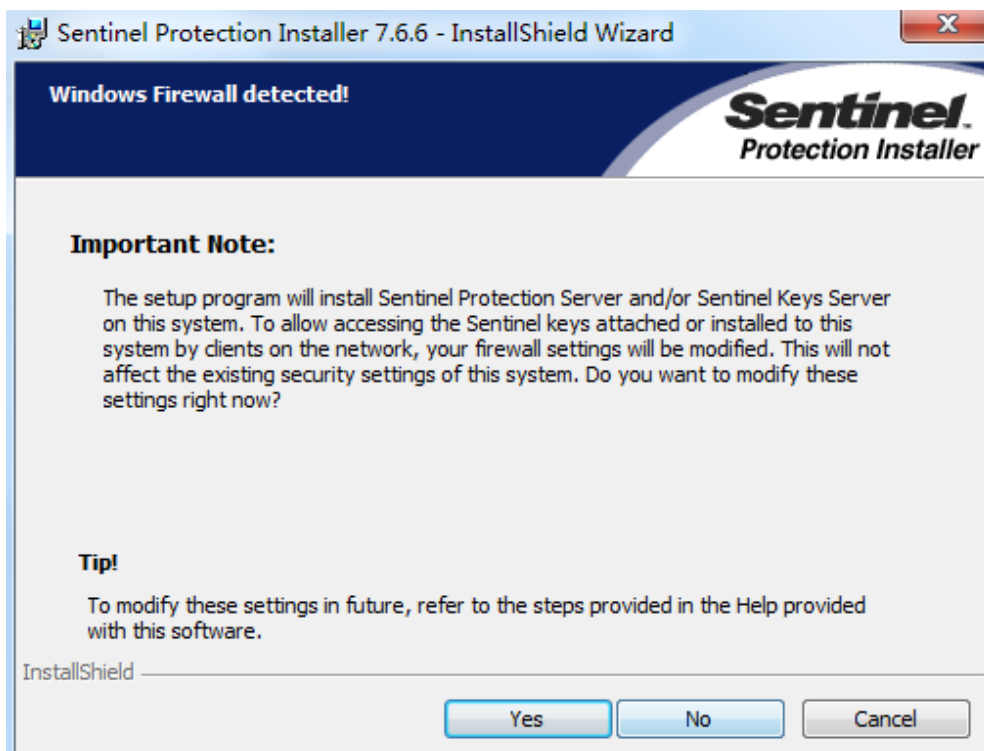 Sentinel Protection Installer 7.6.6 - InstallShield Wizard
Windows Firewall detected!
Sentinel.
Protection Installer
Important Note:
The setup program will install Sentinel Protection Server and/or Sentinel Keys Server
on this system. To allow accessing the Sentinel keys attached or installed to this
system by clients on the network, your firewall settings will be modified. This will not
affect the existing security settings of this system. Do you want to modify these
settings right now?
Tip!
To modify these settings in future, refer to the steps provided in the Help provided
with this software.
InstallShield
Yes No Cancel